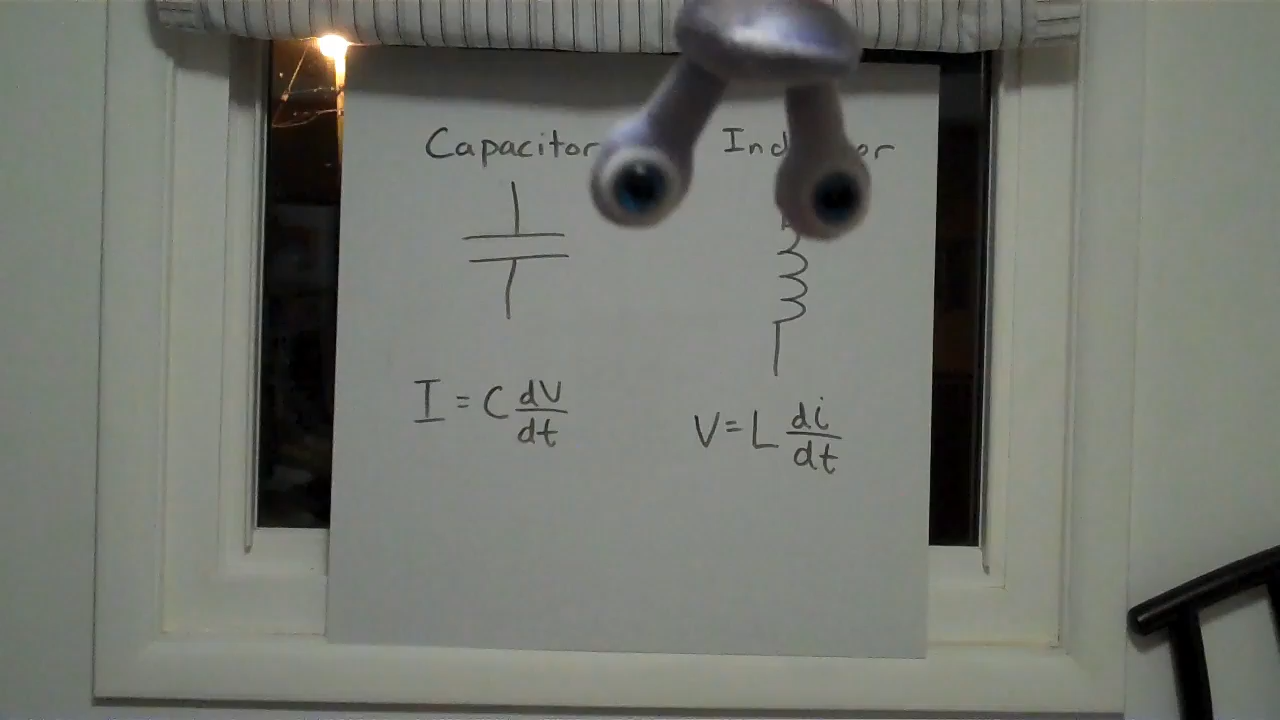 Capacitor
I = C dV/dt
V = L di/dt